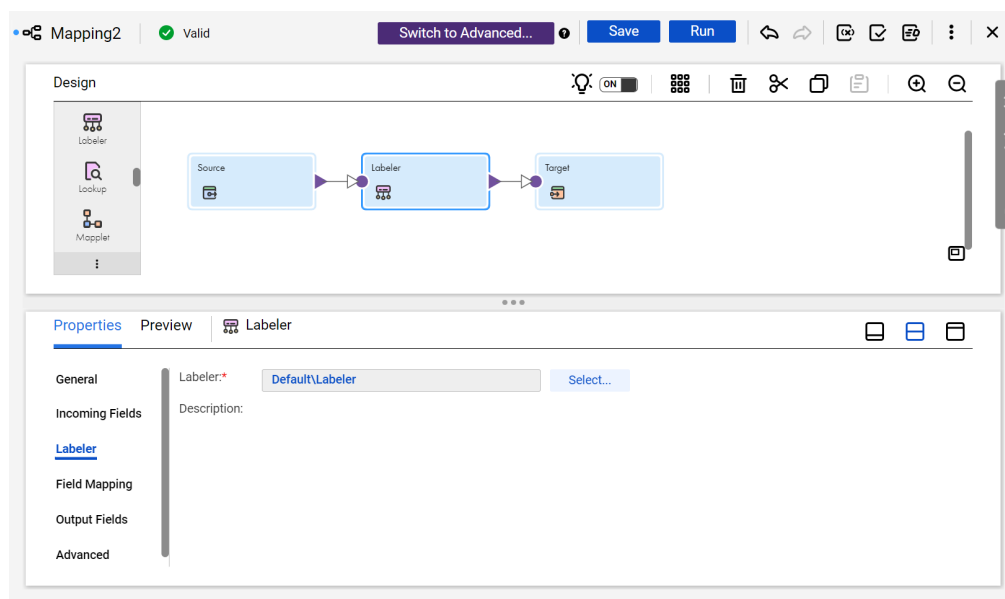 Mapping2
Valid
Switch to Advanced...
Save
Run
Design
ON
Labeler
Lookup
Mapplet
Source
Labeler
Target
Properties
Preview
Labeler
General
Incoming Fields
Labeler
Field Mapping
Output Fields
Advanced
Labeler:*
Default\Labeler
Select...
Description: